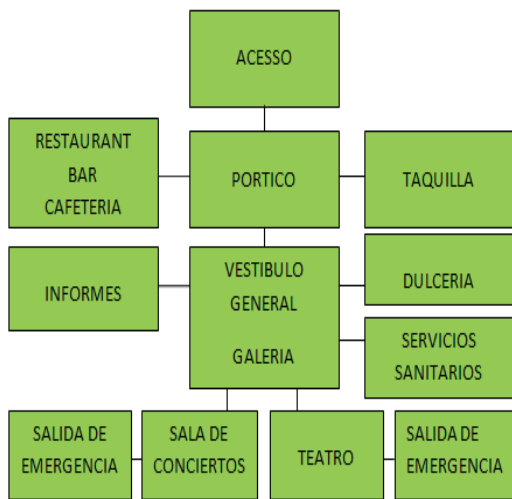 ACESSO
RESTAURANT
BAR
CAFETERIA
PORTICO
TAQUILLA
INFORMES
VESTIBULO
GENERAL
GALERIA
DULCERIA
SERVICIOS
SANITARIOS
SALIDA DE
EMERGENCIA
SALA DE
CONCIERTOS
TEATRO
SALIDA DE
EMERGENCIA